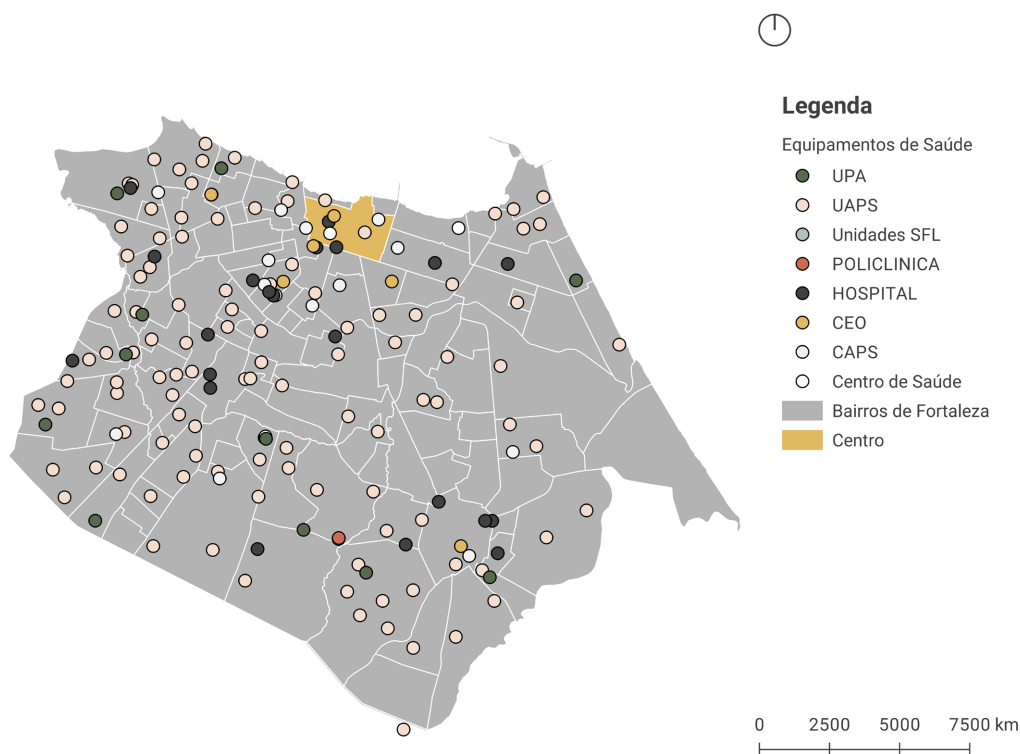 Legenda
Equipamentos de Saúde
UPA
UAPS
Unidades SFL
POLICLINICA
HOSPITAL
CEO
CAPS
Centro de Saúde
Bairros de Fortaleza
Centro
0 2500 5000 7500 km